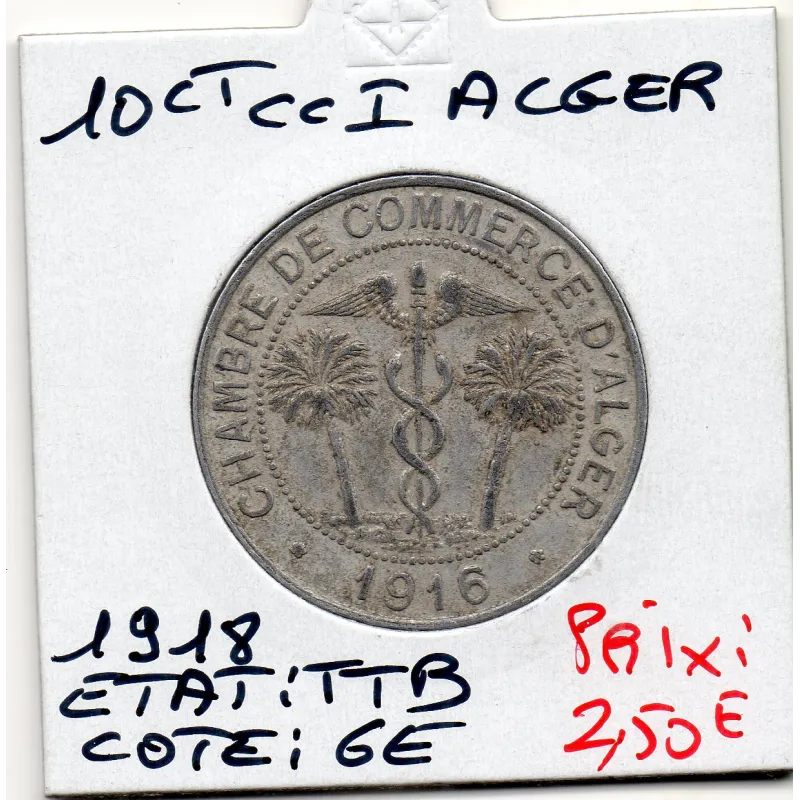 10CT CCI ALGER
CHAMBRE DE COMMERCE D'ALGER
1916
1918
ETAT: TTB
COTE: 6E
PRIX:
2,50E